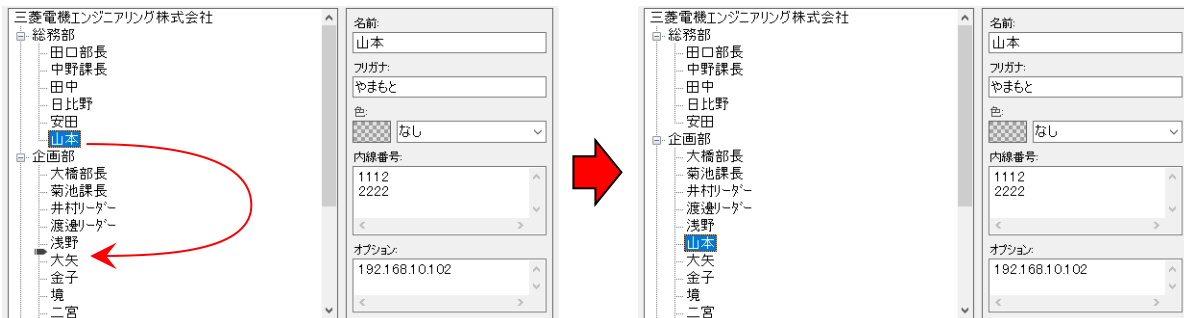 三菱電機エンジニアリング株式会社
総務部
田口部長
中野課長
田中
日比野
安田
山本
企画部
大橋部長
菊池課長
井村リーダー
渡邊リーダー
浅野
大矢
金子
境
二宮
名前:
山本
フリガナ:
やまもと
色:
なし
内線番号:
1112
2222
オプション:
192.168.10.102
三菱電機エンジニアリング株式会社
総務部
田口部長
中野課長
田中
日比野
安田
企画部
大橋部長
菊池課長
井村リーダー
渡邊リーダー
浅野
山本
大矢
金子
境
二宮
名前:
山本
フリガナ:
やまもと
色:
なし
内線番号:
1112
2222
オプション:
192.168.10.102